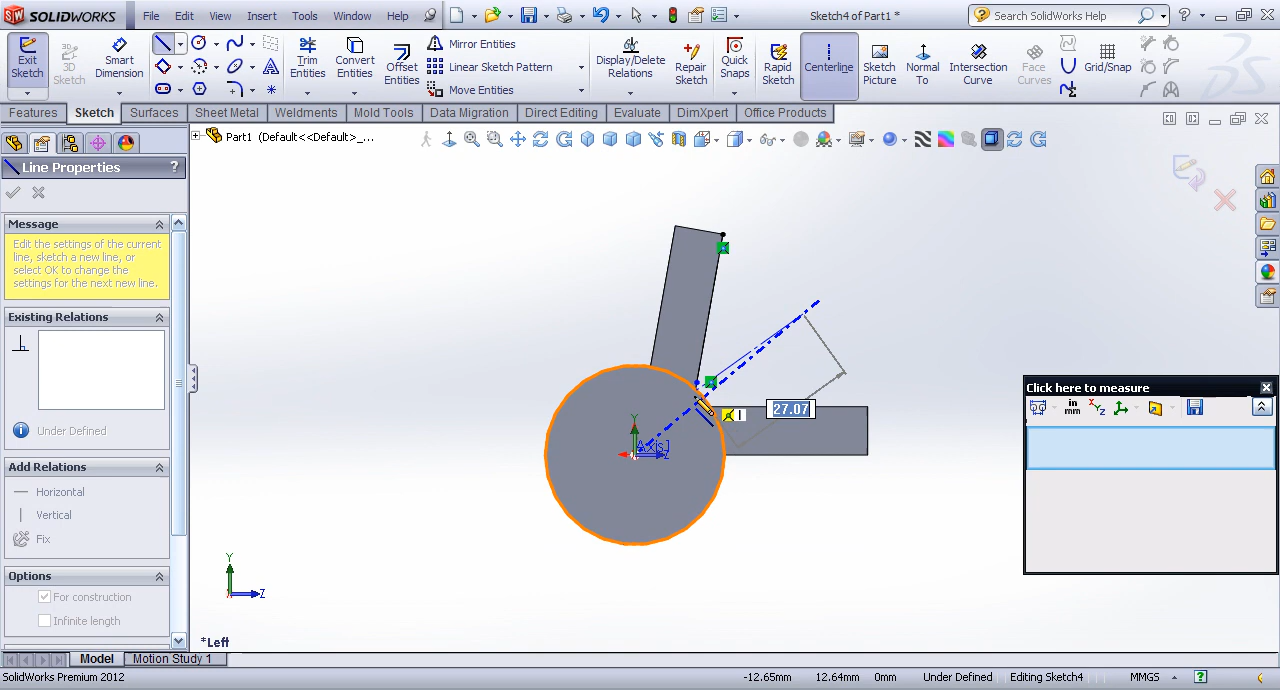 SOLIDWORKS File Edit View Insert Tools Window Help Sketch4 of Part1 * Search SolidWorks Help
Exit Sketch
3D Sketch
Smart Dimension
Trim Entities
Convert Entities
Offset Entities
Mirror Entities
Linear Sketch Pattern
Move Entities
Display/Delete Relations
Repair Sketch
Quick Snaps
Rapid Sketch
Centerline
Sketch Picture
Normal To
Intersection Curve
Face Curves
Grid/Snap
Features Sketch Surfaces Sheet Metal Weldments Mold Tools Data Migration Direct Editing Evaluate DimXpert Office Products
Part1 (Default<<Default>_...
Line Properties ?
Message
Edit the settings of the current
line, sketch a new line, or
select OK to change the
settings for the next new line.
Existing Relations
Under Defined
Add Relations
Horizontal
Vertical
Fix
Options
For construction
Infinite length
27.07
Y
Axis1
Z
Click here to measure
in
mm
XYZ
Y
Z
*Left
Model Motion Study 1
SolidWorks Premium 2012 -12.65mm 12.64mm 0mm Under Defined Editing Sketch4 MMGS